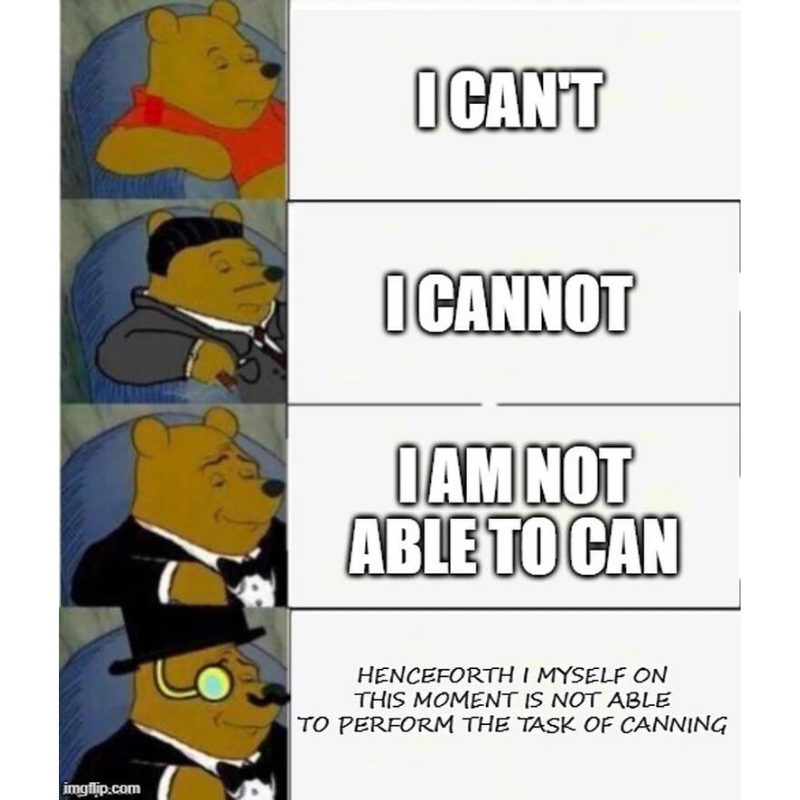 I CAN'T
I CANNOT
I AM NOT
ABLE TO CAN
HENCEFORTH I MYSELF ON
THIS MOMENT IS NOT ABLE
TO PERFORM THE TASK OF CANNING
imgflip.com